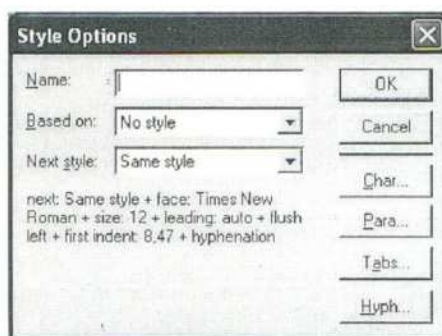 Style Options
Name:
OK
Based on: No style
Cancel
Next style: Same style
Char...
next: Same style + face: Times New
Roman + size: 12 + leading: auto + flush
left + first indent: 8,47 + hyphenation
Para...
Tabs...
Hyph...